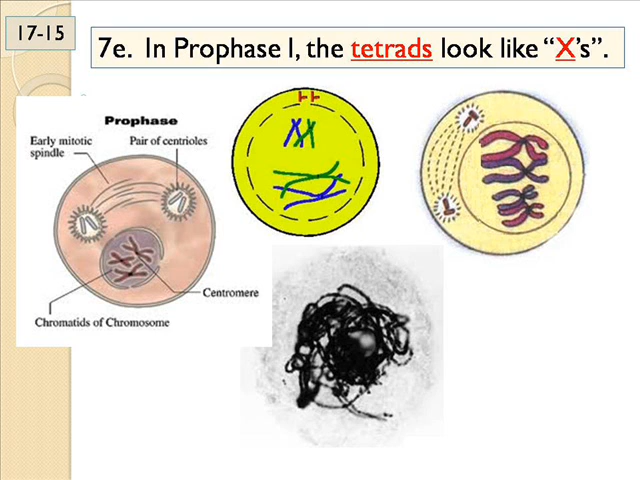 17-15
7e. In Prophase I, the tetrads look like “X’s”.
Prophase
Early mitotic Pair of centrioles
spindle
Centromere
Chromatids of Chromosome